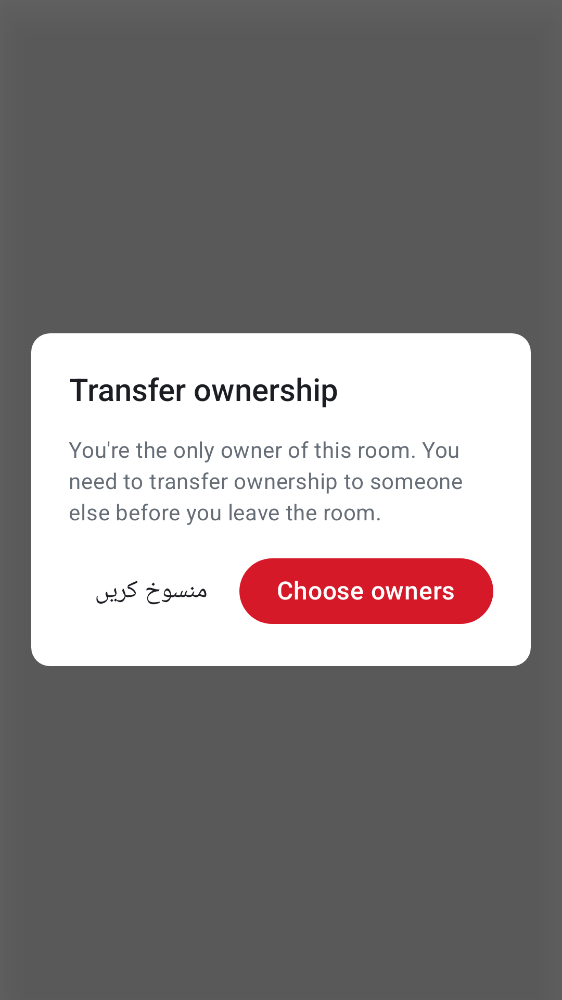 Transfer ownership
You're the only owner of this room. You
need to transfer ownership to someone
else before you leave the room.
منسوخ کریں
Choose owners